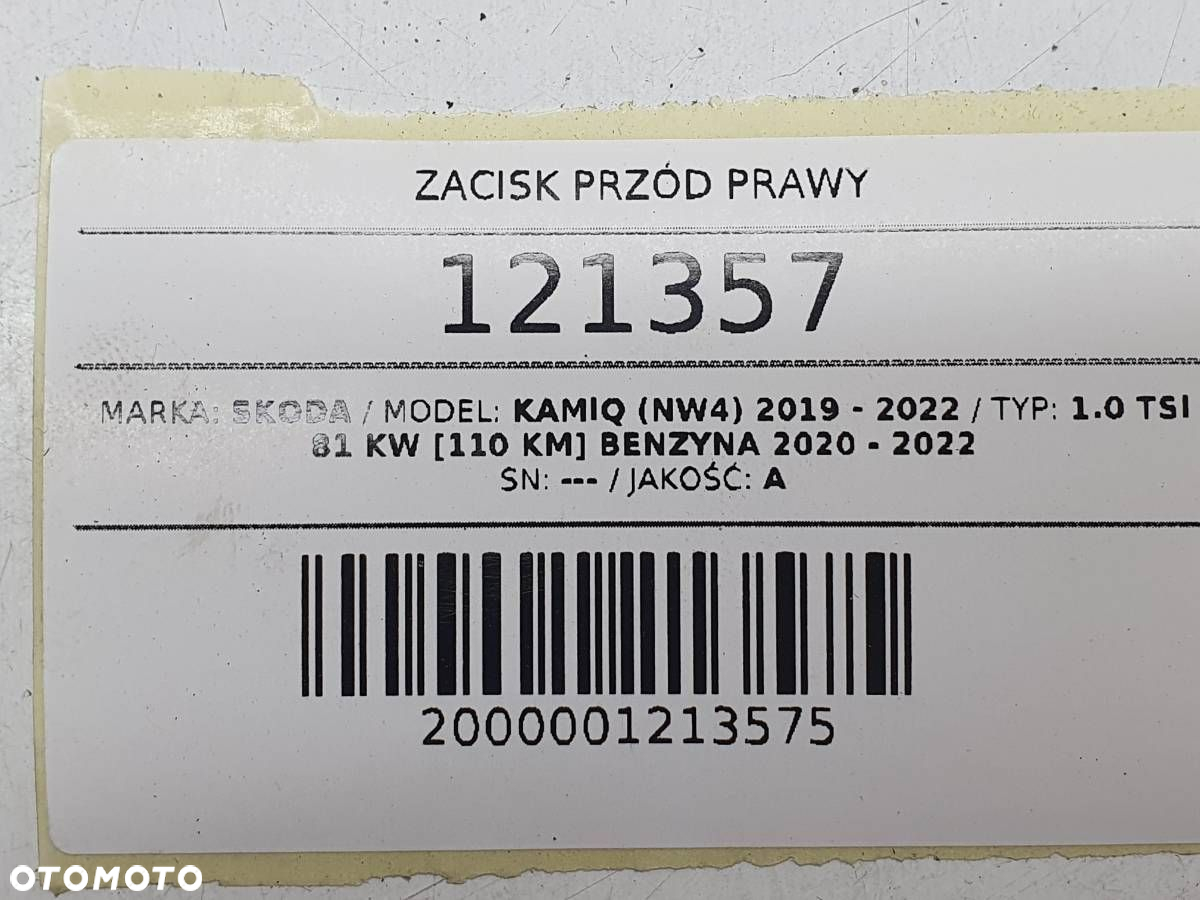 ZACISK PRZÓD PRAWY
121357
MARKA: SKODA / MODEL: KAMIQ (NW4) 2019 - 2022 / TYP: 1.0 TSI
81 KW [110 KM] BENZYNA 2020 - 2022
SN: --- / JAKOŚĆ: A
2000001213575
OTOMOTO